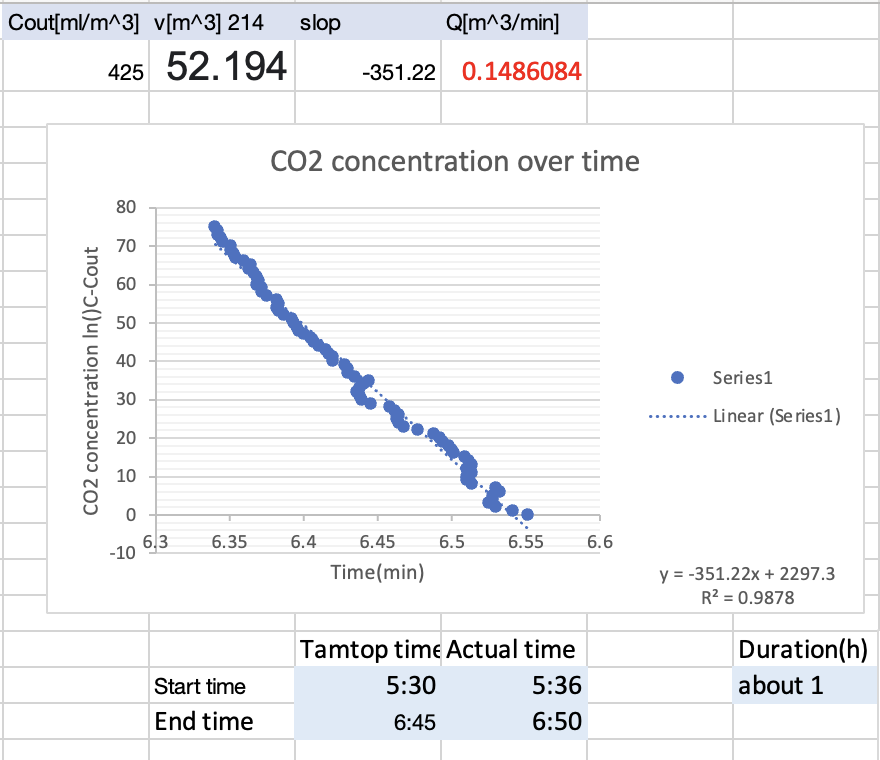 Cout[ml/m^3] v[m^3] 214 slop Q[m^3/min]
425 52.194 -351.22 0.1486084
CO2 concentration over time
80
70
60
50
40
30
20
10
0
-10
CO2 concentration ln()C-Cout
6.3 6.35 6.4 6.45 6.5 6.55 6.6
Time(min)
Series1
Linear (Series1)
y = -351.22x + 2297.3
R² = 0.9878
Tamtop time Actual time Duration(h)
Start time 5:30 5:36 about 1
End time 6:45 6:50